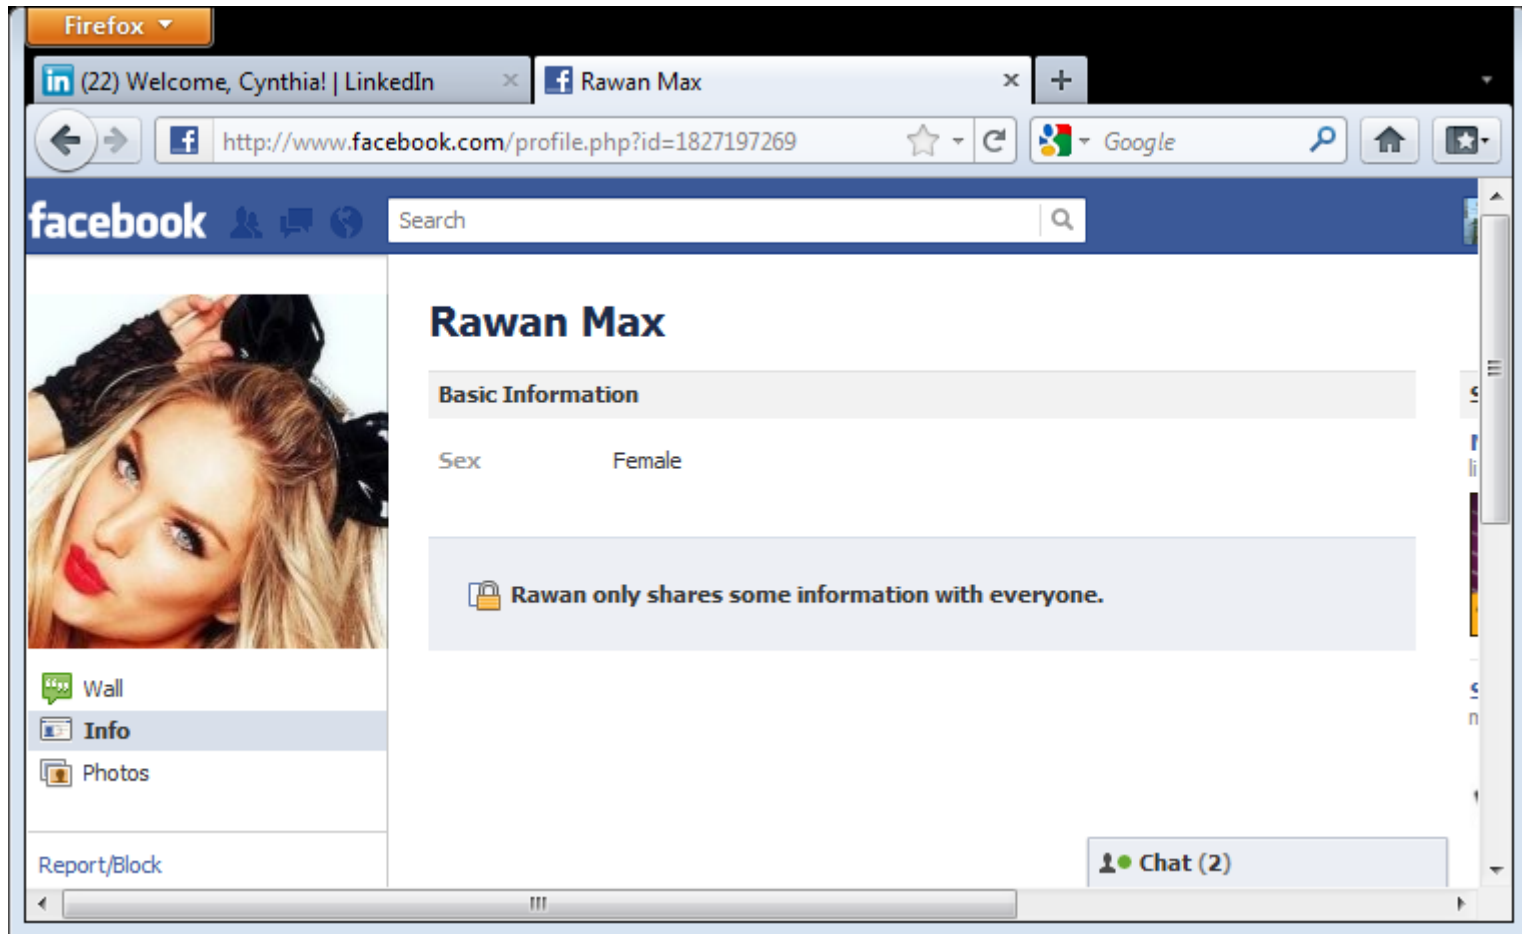 Firefox
(22) Welcome, Cynthia! | LinkedIn
Rawan Max
http://www.facebook.com/profile.php?id=1827197269
Google
facebook
Search
Rawan Max
Basic Information
Sex Female
Rawan only shares some information with everyone.
Wall
Info
Photos
Report/Block
Chat (2)